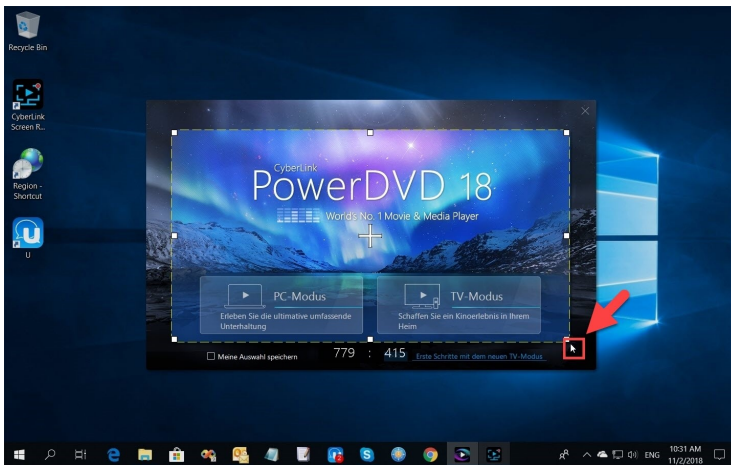 Recycle Bin
CyberLink
Screen R...
Region -
Shortcut
U
CyberLink
PowerDVD 18
World's No. 1 Movie & Media Player
PC-Modus
Erleben Sie die ultimative umfassende
Unterhaltung
TV-Modus
Schaffen Sie ein Kinoerlebnis in Ihrem
Heim
Meine Auswahl speichern
779 : 415
Erste Schritte mit dem neuen TV-Modus
ENG
10:31 AM
11/2/2018